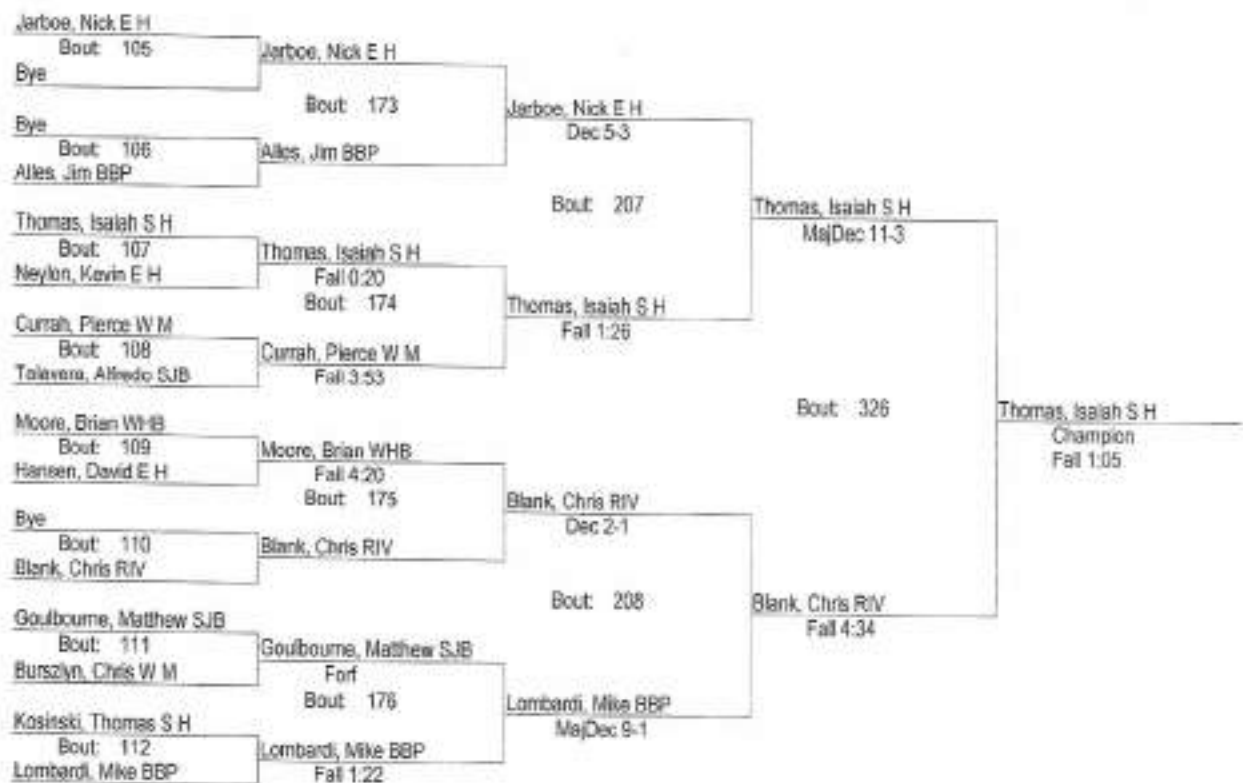 Jarboe, Nick E H
Bout: 105
Bye
Jarboe, Nick E H
Bout: 173
Bye
Bout: 106
Alles, Jim BBP
Alles, Jim BBP
Jarboe, Nick E H
Dec 5-3
Bout: 207
Thomas, Isaiah S H
Bout: 107
Neylon, Kevin E H
Thomas, Isaiah S H
Fall 0:20
Bout: 174
Currah, Pierce W M
Bout: 108
Talavera, Alfredo SJB
Currah, Pierce W M
Fall 3:53
Thomas, Isaiah S H
Fall 1:26
Thomas, Isaiah S H
MajDec 11-3
Bout: 326
Moore, Brian WHB
Bout: 109
Hansen, David E H
Moore, Brian WHB
Fall 4:20
Bout: 175
Bye
Bout: 110
Blank, Chris RIV
Blank, Chris RIV
Blank, Chris RIV
Dec 2-1
Bout: 208
Goulbourne, Matthew SJB
Bout: 111
Burszlyn, Chris W M
Goulbourne, Matthew SJB
Forf
Bout: 176
Kosinski, Thomas S H
Bout: 112
Lombardi, Mike BBP
Lombardi, Mike BBP
Fall 1:22
Lombardi, Mike BBP
MajDec 9-1
Blank, Chris RIV
Fall 4:34
Thomas, Isaiah S H
Champion
Fall 1:05